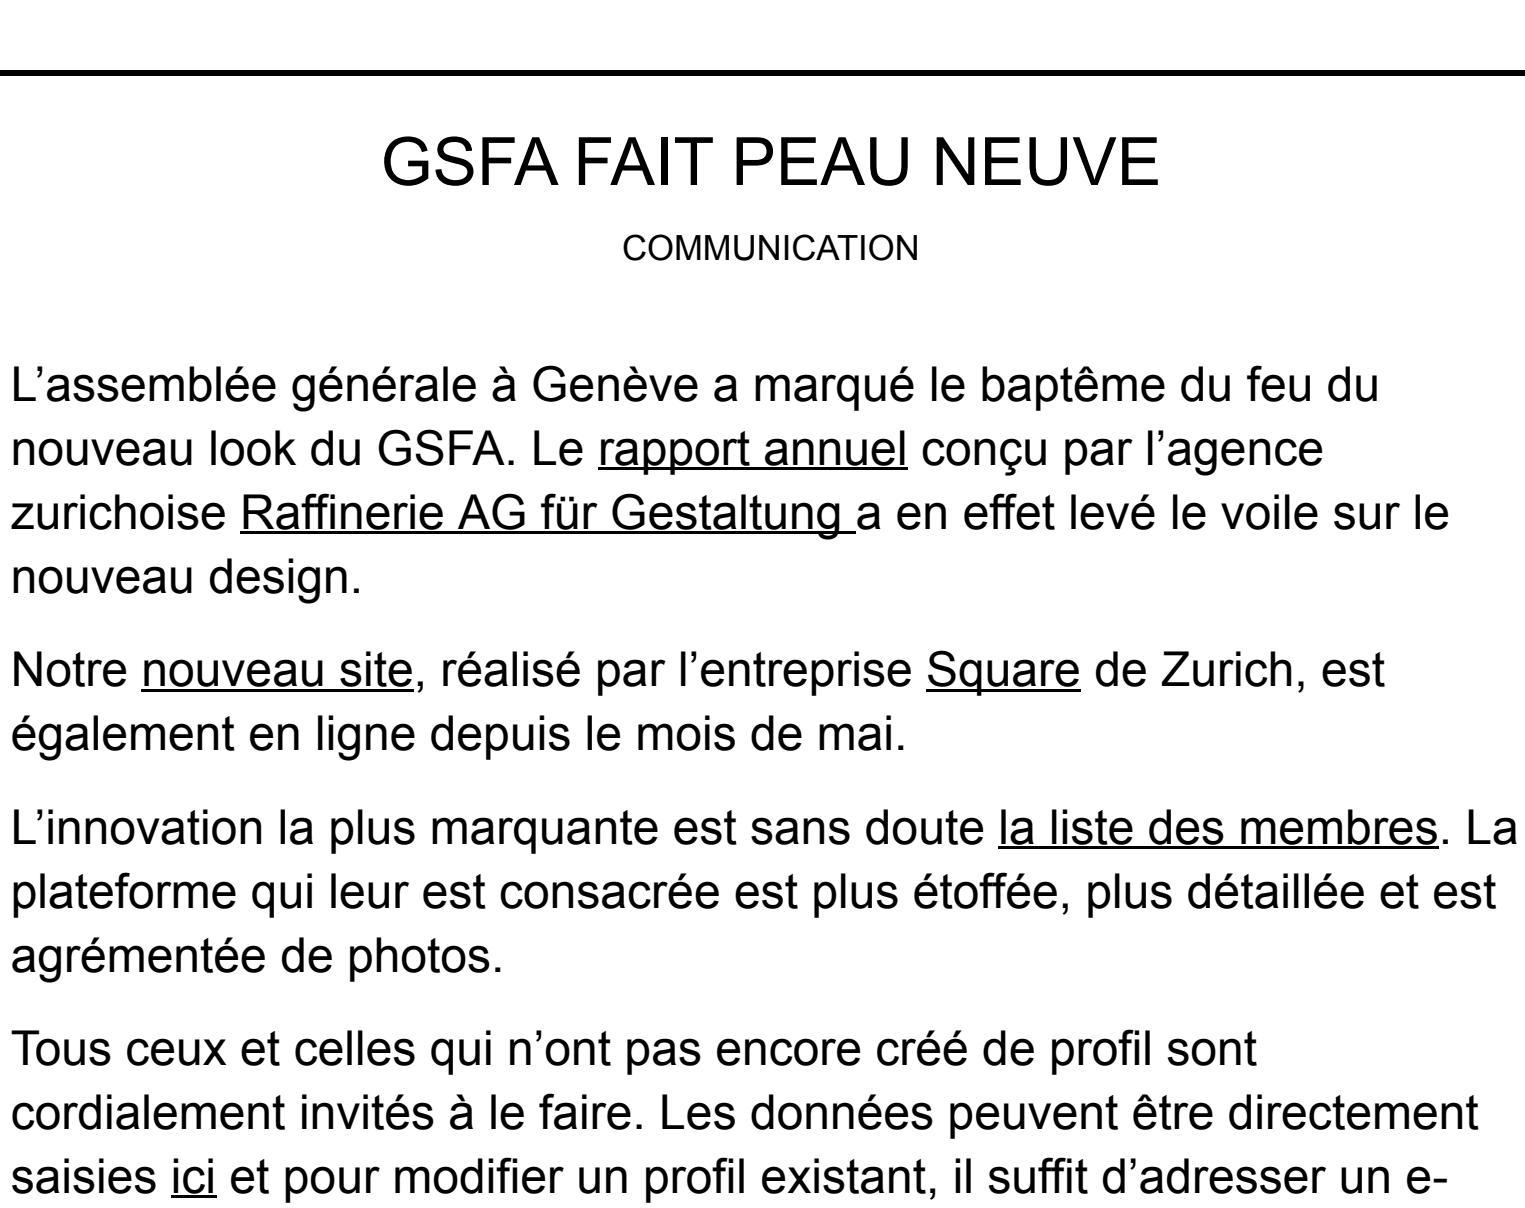 GSFA FAIT PEAU NEUVE
COMMUNICATION
L’assemblée générale à Genève a marqué le baptême du feu du
nouveau look du GSFA. Le rapport annuel conçu par l’agence
zurichoise Raffinerie AG für Gestaltung a en effet levé le voile sur le
nouveau design.
Notre nouveau site, réalisé par l’entreprise Square de Zurich, est
également en ligne depuis le mois de mai.
L’innovation la plus marquante est sans doute la liste des membres. La
plateforme qui leur est consacrée est plus étoffée, plus détaillée et est
agrémentée de photos.
Tous ceux et celles qui n’ont pas encore créé de profil sont
cordialement invités à le faire. Les données peuvent être directement
saisies ici et pour modifier un profil existant, il suffit d’adresser un e-